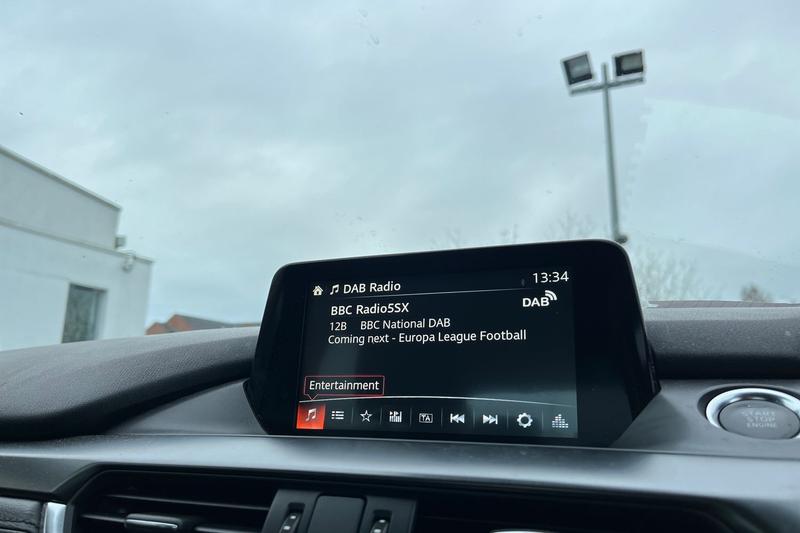 DAB Radio 13:34
BBC Radio5SX DAB
12B BBC National DAB
Coming next - Europa League Football
Entertainment
TA
START
STOP
ENGINE